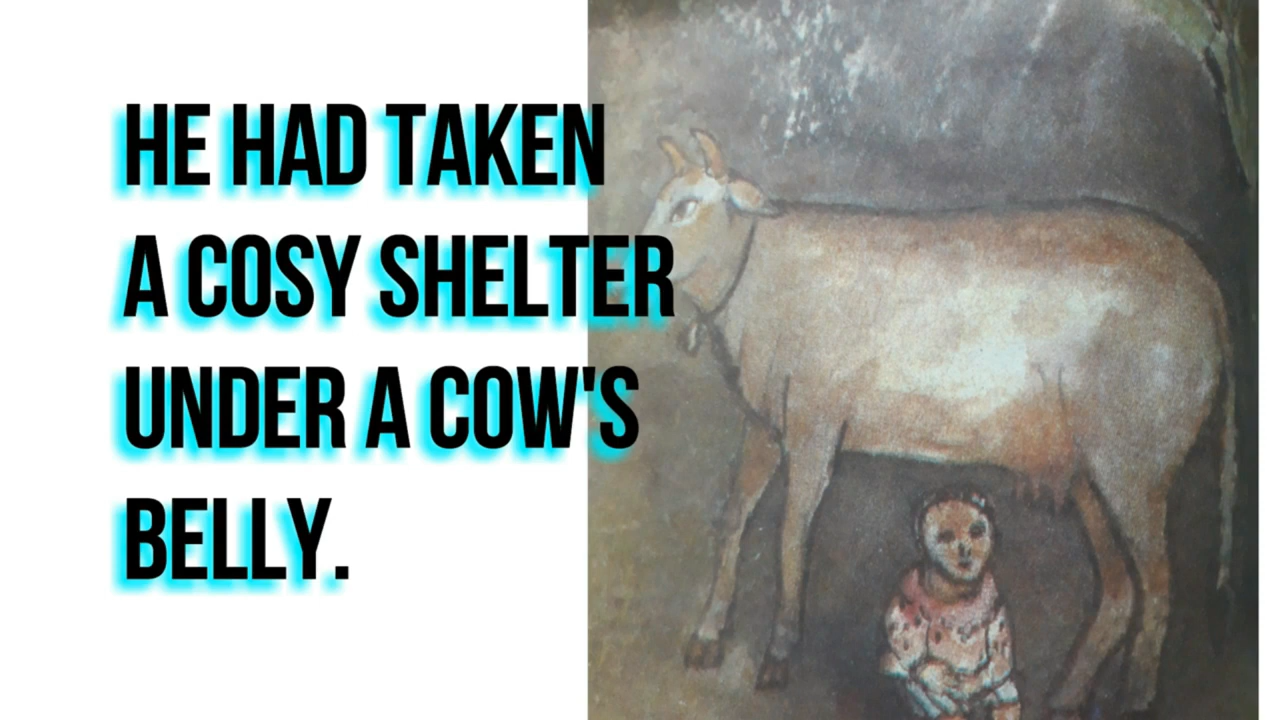 HE HAD TAKEN
A COSY SHELTER
UNDER A COW'S
BELLY.